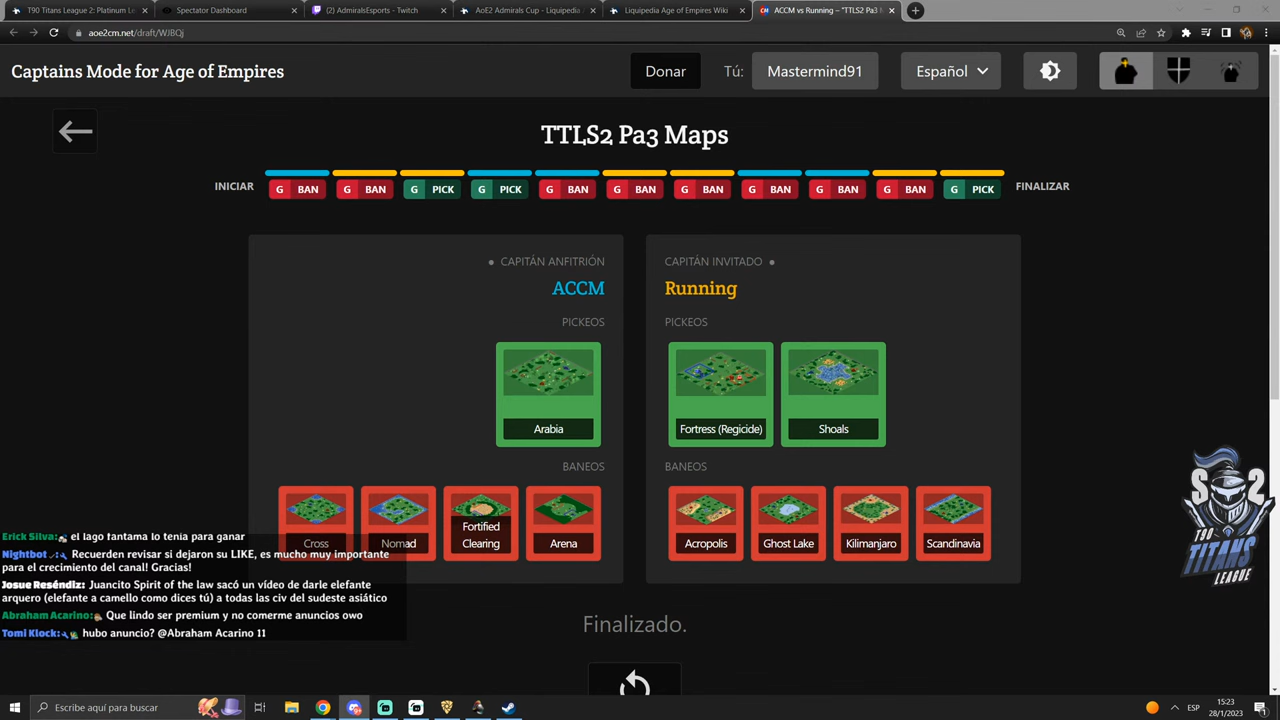 T90 Titans League 2: Platinum Le
Spectator Dashboard
(2) AdmiralsEsports - Twitch
AoE2 Admirals Cup - Liquipedia
Liquipedia Age of Empires Wiki
ACCM vs Running – "TTLS2 Pa3
aoe2cm.net/draft/WJBQj
Captains Mode for Age of Empires
Donar
Tú:
Mastermind91
Español
TTLS2 Pa3 Maps
INICIAR
G BAN
G BAN
G PICK
G PICK
G BAN
G BAN
G BAN
G BAN
G BAN
G BAN
G PICK
FINALIZAR
CAPITÁN ANFITRIÓN
ACCM
PICKEOS
Arabia
BANEOS
Cross
Nomad
Fortified
Clearing
Arena
CAPITÁN INVITADO
Running
PICKEOS
Fortress (Regicide)
Shoals
BANEOS
Acropolis
Ghost Lake
Kilimanjaro
Scandinavia
Erick Silva: el lago fantama lo tenía para ganar
Nightbot: Recuerden revisar si dejaron su LIKE, es mucho muy importante
para el crecimiento del canal! Gracias!
Josue Reséndiz: Juancito Spirit of the law sacó un vídeo de darle elefante
arquero (elefante a camello como dices tú) a todas las civ del sudeste asiático
Abraham Acarino: Que lindo ser premium y no comerme anuncios owo
Tomi Klock: hubo anuncio? @Abraham Acarino 11
Finalizado.
S 2
T90
TITANS
LEAGUE
Escribe aquí para buscar
ESP
15:23
28/1/2023
1